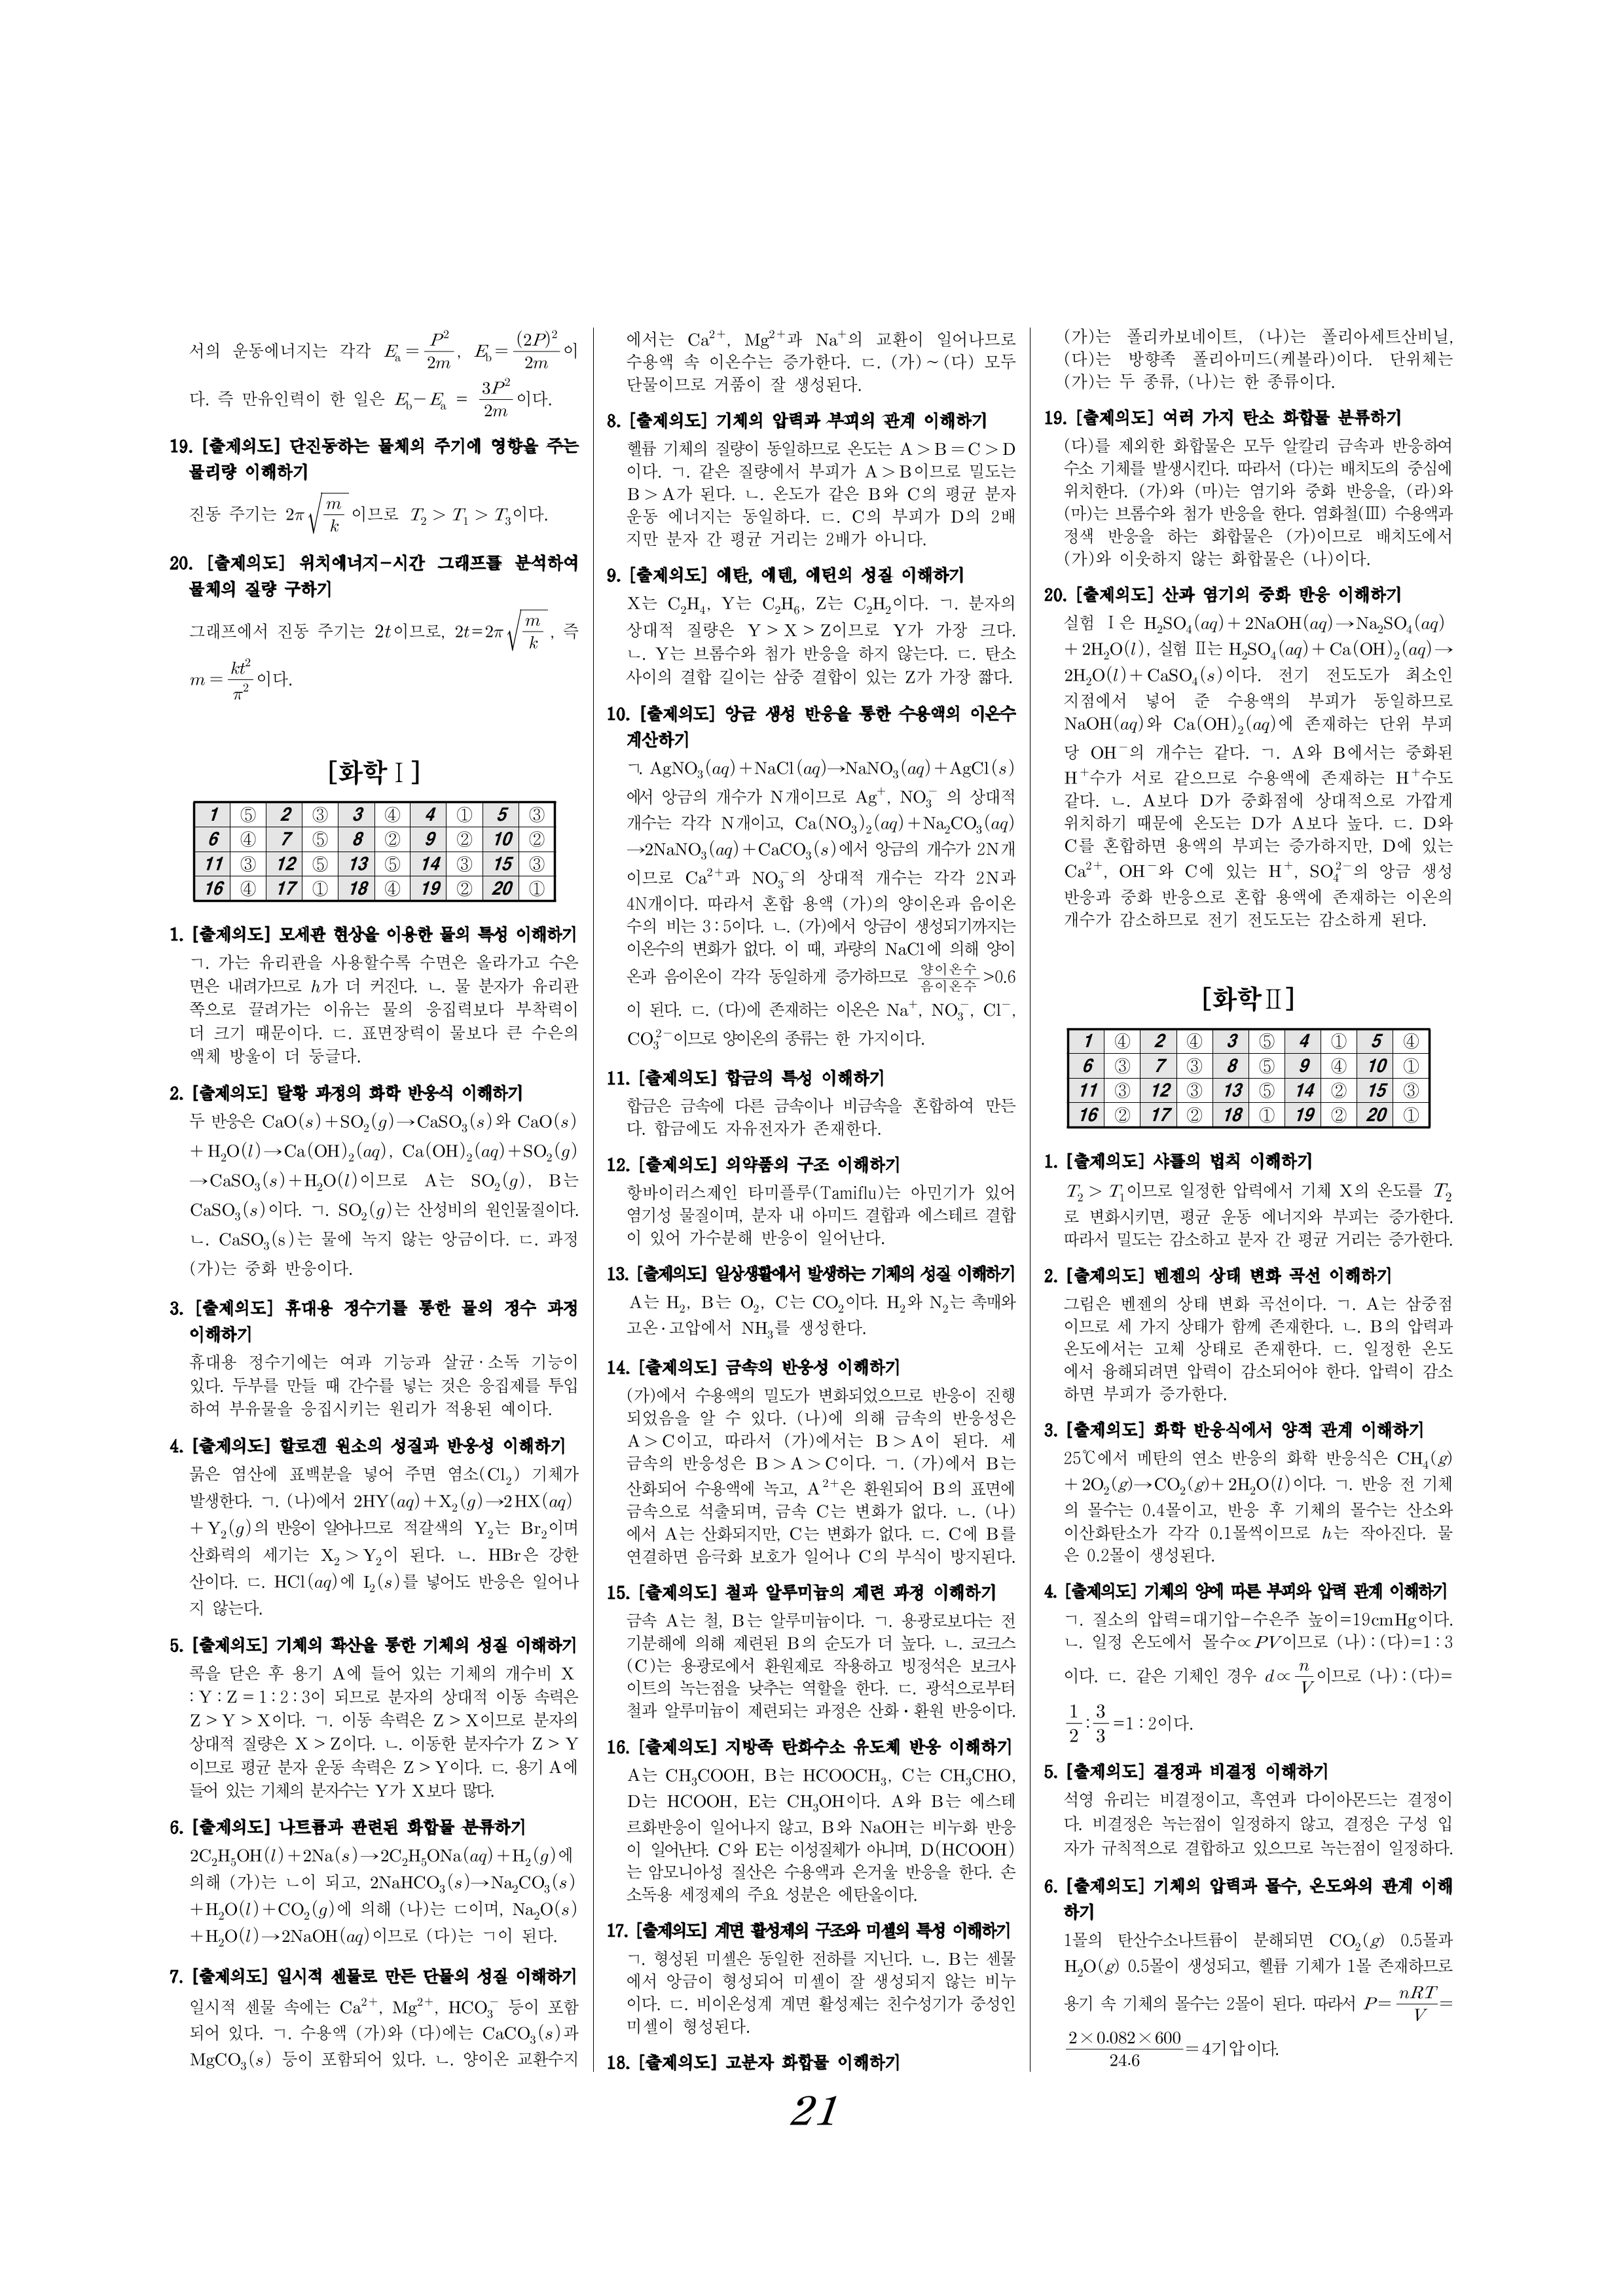 서의 운동에너지는 각각 Eₐ = P²/2m, E_b = (2P)²/2m 이
다. 즉 만유인력이 한 일은 E_b − Eₐ = 3P²/2m 이다.
19. [출제의도] 단진동하는 물체의 주기에 영향을 주는
물리량 이해하기
진동 주기는 2π√(m/k) 이므로 T₂ > T₁ > T₃이다.
20. [출제의도] 위치에너지-시간 그래프를 분석하여
물체의 질량 구하기
그래프에서 진동 주기는 2t이므로, 2t=2π√(m/k), 즉
m = kt²/π² 이다.
[화학Ⅰ]
1 ⑤ 2 ③ 3 ④ 4 ① 5 ③
6 ④ 7 ⑤ 8 ② 9 ② 10 ②
11 ③ 12 ⑤ 13 ⑤ 14 ③ 15 ③
16 ④ 17 ① 18 ④ 19 ② 20 ①
1. [출제의도] 모세관 현상을 이용한 물의 특성 이해하기
ㄱ. 가는 유리관을 사용할수록 수면은 올라가고 수은
면은 내려가므로 h가 더 커진다. ㄴ. 물 분자가 유리관
쪽으로 끌려가는 이유는 물의 응집력보다 부착력이
더 크기 때문이다. ㄷ. 표면장력이 물보다 큰 수은의
액체 방울이 더 둥글다.
2. [출제의도] 탈황 과정의 화학 반응식 이해하기
두 반응은 CaO(s)+SO₂(g)→CaSO₃(s)와 CaO(s)
+H₂O(l)→Ca(OH)₂(aq), Ca(OH)₂(aq)+SO₂(g)
→CaSO₃(s)+H₂O(l)이므로 A는 SO₂(g), B는
CaSO₃(s)이다. ㄱ. SO₂(g)는 산성비의 원인물질이다.
ㄴ. CaSO₃(s)는 물에 녹지 않는 앙금이다. ㄷ. 과정
(가)는 중화 반응이다.
3. [출제의도] 휴대용 정수기를 통한 물의 정수 과정
이해하기
휴대용 정수기에는 여과 기능과 살균·소독 기능이
있다. 두부를 만들 때 간수를 넣는 것은 응집제를 투입
하여 부유물을 응집시키는 원리가 적용된 예이다.
4. [출제의도] 할로겐 원소의 성질과 반응성 이해하기
묽은 염산에 표백분을 넣어 주면 염소(Cl₂) 기체가
발생한다. ㄱ. (나)에서 2HY(aq)+X₂(g)→2HX(aq)
+Y₂(g)의 반응이 일어나므로 적갈색의 Y₂는 Br₂이며
산화력의 세기는 X₂>Y₂이 된다. ㄴ. HBr은 강한
산이다. ㄷ. HCl(aq)에 I₂(s)를 넣어도 반응은 일어나
지 않는다.
5. [출제의도] 기체의 확산을 통한 기체의 성질 이해하기
콕을 닫은 후 용기 A에 들어 있는 기체의 개수비 X
:Y:Z=1:2:3이 되므로 분자의 상대적 이동 속력은
Z>Y>X이다. ㄱ. 이동 속력은 Z>X이므로 분자의
상대적 질량은 X>Z이다. ㄴ. 이동한 분자수가 Z>Y
이므로 평균 분자 운동 속력은 Z>Y이다. ㄷ. 용기 A에
들어 있는 기체의 분자수는 Y가 X보다 많다.
6. [출제의도] 나트륨과 관련된 화합물 분류하기
2C₂H₅OH(l)+2Na(s)→2C₂H₅ONa(aq)+H₂(g)에
의해 (가)는 ㄴ이 되고, 2NaHCO₃(s)→Na₂CO₃(s)
+H₂O(l)+CO₂(g)에 의해 (나)는 ㄷ이며, Na₂O(s)
+H₂O(l)→2NaOH(aq)이므로 (다)는 ㄱ이 된다.
7. [출제의도] 일시적 센물로 만든 단물의 성질 이해하기
일시적 센물 속에는 Ca²⁺, Mg²⁺, HCO₃⁻ 등이 포함
되어 있다. ㄱ. 수용액 (가)와 (다)에는 CaCO₃(s)과
MgCO₃(s) 등이 포함되어 있다. ㄴ. 양이온 교환수지
에서는 Ca²⁺, Mg²⁺과 Na⁺의 교환이 일어나므로
수용액 속 이온수는 증가한다. ㄷ. (가)~(다) 모두
단물이므로 거품이 잘 생성된다.
8. [출제의도] 기체의 압력과 부피의 관계 이해하기
헬륨 기체의 질량이 동일하므로 온도는 A>B=C>D
이다. ㄱ. 같은 질량에서 부피가 A>B이므로 밀도는
B>A가 된다. ㄴ. 온도가 같은 B와 C의 평균 분자
운동 에너지는 동일하다. ㄷ. C의 부피가 D의 2배
지만 분자 간 평균 거리는 2배가 아니다.
9. [출제의도] 에탄, 에텐, 에틴의 성질 이해하기
X는 C₂H₄, Y는 C₂H₆, Z는 C₂H₂이다. ㄱ. 분자의
상대적 질량은 Y>X>Z이므로 Y가 가장 크다.
ㄴ. Y는 브롬수와 첨가 반응을 하지 않는다. ㄷ. 탄소
사이의 결합 길이는 삼중 결합이 있는 Z가 가장 짧다.
10. [출제의도] 앙금 생성 반응을 통한 수용액의 이온수
계산하기
ㄱ. AgNO₃(aq)+NaCl(aq)→NaNO₃(aq)+AgCl(s)
에서 앙금의 개수가 N개이므로 Ag⁺, NO₃⁻ 의 상대적
개수는 각각 N개이고, Ca(NO₃)₂(aq)+Na₂CO₃(aq)
→2NaNO₃(aq)+CaCO₃(s)에서 앙금의 개수가 2N개
이므로 Ca²⁺과 NO₃⁻의 상대적 개수는 각각 2N과
4N개이다. 따라서 혼합 용액 (가)의 양이온과 음이온
수의 비는 3:5이다. ㄴ. (가)에서 앙금이 생성되기까지는
이온수의 변화가 없다. 이 때, 과량의 NaCl에 의해 양이
온과 음이온이 각각 동일하게 증가하므로 양이온수/음이온수 >0.6
이 된다. ㄷ. (다)에 존재하는 이온은 Na⁺, NO₃⁻, Cl⁻,
CO₃²⁻이므로 양이온의 종류는 한 가지이다.
11. [출제의도] 합금의 특성 이해하기
합금은 금속에 다른 금속이나 비금속을 혼합하여 만든
다. 합금에도 자유전자가 존재한다.
12. [출제의도] 의약품의 구조 이해하기
항바이러스제인 타미플루(Tamiflu)는 아민기가 있어
염기성 물질이며, 분자 내 아미드 결합과 에스테르 결합
이 있어 가수분해 반응이 일어난다.
13. [출제의도] 일상생활에서 발생하는 기체의 성질 이해하기
A는 H₂, B는 O₂, C는 CO₂이다. H₂와 N₂는 촉매와
고온·고압에서 NH₃를 생성한다.
14. [출제의도] 금속의 반응성 이해하기
(가)에서 수용액의 밀도가 변화되었으므로 반응이 진행
되었음을 알 수 있다. (나)에 의해 금속의 반응성은
A>C이고, 따라서 (가)에서는 B>A이 된다. 세
금속의 반응성은 B>A>C이다. ㄱ. (가)에서 B는
산화되어 수용액에 녹고, A²⁺은 환원되어 B의 표면에
금속으로 석출되며, 금속 C는 변화가 없다. ㄴ. (나)
에서 A는 산화되지만, C는 변화가 없다. ㄷ. C에 B를
연결하면 음극화 보호가 일어나 C의 부식이 방지된다.
15. [출제의도] 철과 알루미늄의 제련 과정 이해하기
금속 A는 철, B는 알루미늄이다. ㄱ. 용광로보다는 전
기분해에 의해 제련된 B의 순도가 더 높다. ㄴ. 코크스
(C)는 용광로에서 환원제로 작용하고 빙정석은 보크사
이트의 녹는점을 낮추는 역할을 한다. ㄷ. 광석으로부터
철과 알루미늄이 제련되는 과정은 산화·환원 반응이다.
16. [출제의도] 지방족 탄화수소 유도체 반응 이해하기
A는 CH₃COOH, B는 HCOOCH₃, C는 CH₃CHO,
D는 HCOOH, E는 CH₃OH이다. A와 B는 에스테
르화반응이 일어나지 않고, B와 NaOH는 비누화 반응
이 일어난다. C와 E는 이성질체가 아니며, D(HCOOH)
는 암모니아성 질산은 수용액과 은거울 반응을 한다. 손
소독용 세정제의 주요 성분은 에탄올이다.
17. [출제의도] 계면 활성제의 구조와 미셀의 특성 이해하기
ㄱ. 형성된 미셀은 동일한 전하를 지닌다. ㄴ. B는 센물
에서 앙금이 형성되어 미셀이 잘 생성되지 않는 비누
이다. ㄷ. 비이온성계 계면 활성제는 친수성기가 중성인
미셀이 형성된다.
18. [출제의도] 고분자 화합물 이해하기
(가)는 폴리카보네이트, (나)는 폴리아세트산비닐,
(다)는 방향족 폴리아미드(케볼라)이다. 단위체는
(가)는 두 종류, (나)는 한 종류이다.
19. [출제의도] 여러 가지 탄소 화합물 분류하기
(다)를 제외한 화합물은 모두 알칼리 금속과 반응하여
수소 기체를 발생시킨다. 따라서 (다)는 배치도의 중심에
위치한다. (가)와 (마)는 염기와 중화 반응을, (라)와
(마)는 브롬수와 첨가 반응을 한다. 염화철(Ⅲ) 수용액과
정색 반응을 하는 화합물은 (가)이므로 배치도에서
(가)와 이웃하지 않는 화합물은 (나)이다.
20. [출제의도] 산과 염기의 중화 반응 이해하기
실험 Ⅰ은 H₂SO₄(aq)+2NaOH(aq)→Na₂SO₄(aq)
+2H₂O(l), 실험 Ⅱ는 H₂SO₄(aq)+Ca(OH)₂(aq)→
2H₂O(l)+CaSO₄(s)이다. 전기 전도도가 최소인
지점에서 넣어 준 수용액의 부피가 동일하므로
NaOH(aq)와 Ca(OH)₂(aq)에 존재하는 단위 부피
당 OH⁻의 개수는 같다. ㄱ. A와 B에서는 중화된
H⁺수가 서로 같으므로 수용액에 존재하는 H⁺수도
같다. ㄴ. A보다 D가 중화점에 상대적으로 가깝게
위치하기 때문에 온도는 D가 A보다 높다. ㄷ. D와
C를 혼합하면 용액의 부피는 증가하지만, D에 있는
Ca²⁺, OH⁻와 C에 있는 H⁺, SO₄²⁻의 앙금 생성
반응과 중화 반응으로 혼합 용액에 존재하는 이온의
개수가 감소하므로 전기 전도도는 감소하게 된다.
[화학Ⅱ]
1 ④ 2 ④ 3 ⑤ 4 ① 5 ④
6 ③ 7 ③ 8 ⑤ 9 ④ 10 ①
11 ③ 12 ③ 13 ⑤ 14 ② 15 ③
16 ② 17 ② 18 ① 19 ② 20 ①
1. [출제의도] 샤를의 법칙 이해하기
T₂>T₁이므로 일정한 압력에서 기체 X의 온도를 T₂
로 변화시키면, 평균 운동 에너지와 부피는 증가한다.
따라서 밀도는 감소하고 분자 간 평균 거리는 증가한다.
2. [출제의도] 벤젠의 상태 변화 곡선 이해하기
그림은 벤젠의 상태 변화 곡선이다. ㄱ. A는 삼중점
이므로 세 가지 상태가 함께 존재한다. ㄴ. B의 압력과
온도에서는 고체 상태로 존재한다. ㄷ. 일정한 온도
에서 융해되려면 압력이 감소되어야 한다. 압력이 감소
하면 부피가 증가한다.
3. [출제의도] 화학 반응식에서 양적 관계 이해하기
25℃에서 메탄의 연소 반응의 화학 반응식은 CH₄(g)
+2O₂(g)→CO₂(g)+2H₂O(l)이다. ㄱ. 반응 전 기체
의 몰수는 0.4몰이고, 반응 후 기체의 몰수는 산소와
이산화탄소가 각각 0.1몰씩이므로 h는 작아진다. 물
은 0.2몰이 생성된다.
4. [출제의도] 기체의 양에 따른 부피와 압력 관계 이해하기
ㄱ. 질소의 압력=대기압-수은주 높이=19cmHg이다.
ㄴ. 일정 온도에서 몰수∝PV이므로 (나):(다)=1:3
이다. ㄷ. 같은 기체인 경우 d∝n/V이므로 (나):(다)=
1/2:3/3=1:2이다.
5. [출제의도] 결정과 비결정 이해하기
석영 유리는 비결정이고, 흑연과 다이아몬드는 결정이
다. 비결정은 녹는점이 일정하지 않고, 결정은 구성 입
자가 규칙적으로 결합하고 있으므로 녹는점이 일정하다.
6. [출제의도] 기체의 압력과 몰수, 온도와의 관계 이해
하기
1몰의 탄산수소나트륨이 분해되면 CO₂(g) 0.5몰과
H₂O(g) 0.5몰이 생성되고, 헬륨 기체가 1몰 존재하므로
용기 속 기체의 몰수는 2몰이 된다. 따라서 P=nRT/V=
2×0.082×600/24.6=4기압이다.
21